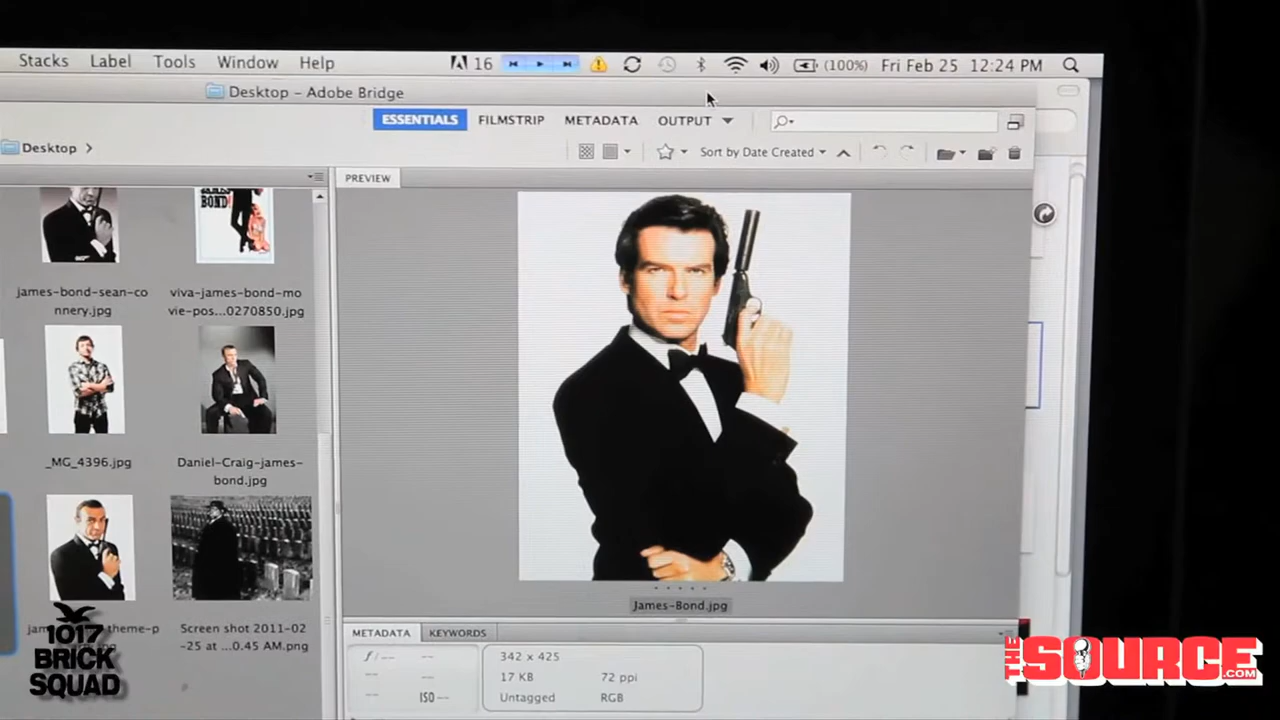 Stacks Label Tools Window Help 16 (100%) Fri Feb 25 12:24 PM
Desktop – Adobe Bridge
ESSENTIALS FILMSTRIP METADATA OUTPUT
Desktop
Sort by Date Created
PREVIEW
BOND
james-bond-sean-co
nnery.jpg
viva-james-bond-mo
vie-pos...0270850.jpg
_MG_4396.jpg
Daniel-Craig-james-
bond.jpg
theme-p
Screen shot 2011-02
-25 at ...0.45 AM.png
James-Bond.jpg
METADATA KEYWORDS
f/-- --
-- --
-- ISO --
342 x 425
17 KB 72 ppi
Untagged RGB
1017
BRICK
SQUAD
THE SOURCE.COM